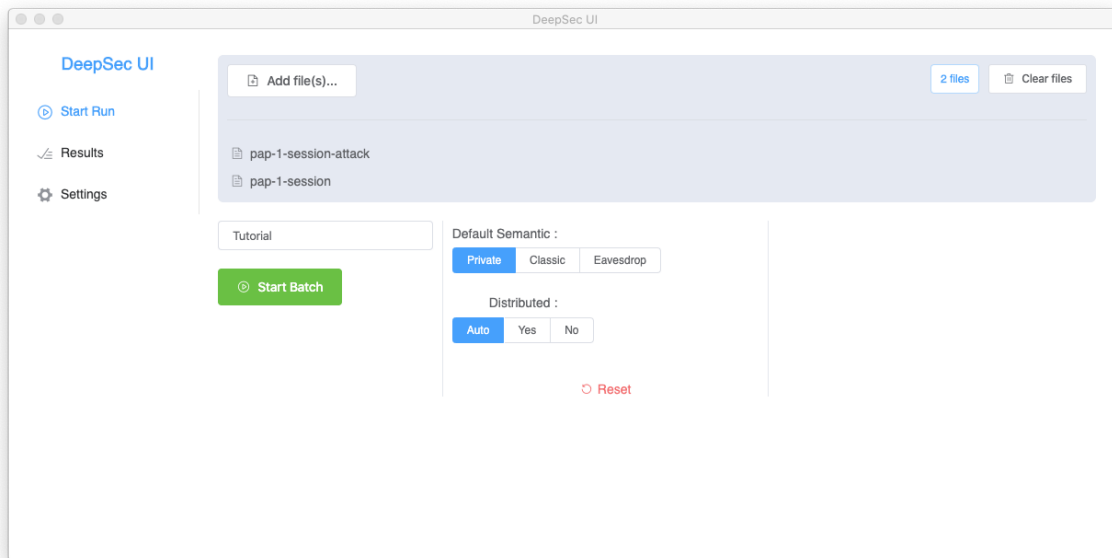 DeepSec UI
DeepSec UI
Start Run
Results
Settings
Add file(s)...
2 files
Clear files
pap-1-session-attack
pap-1-session
Tutorial
Start Batch
Default Semantic :
Private Classic Eavesdrop
Distributed :
Auto Yes No
Reset